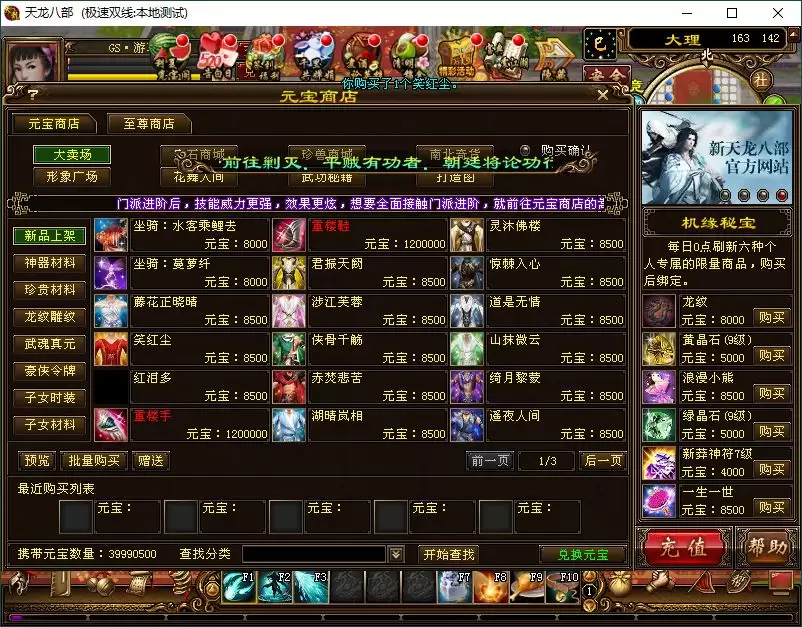 天龙八部 (极速双线:本地测试)
GS·游
大理 163 142
北
你购买了1个笑红尘。
? 元宝商店
元宝商店 至尊商店
大卖场 宝石商城 珍兽商城 南北奇货 购买确认
前往剿灭。平贼有功者，朝廷将论功行
形象广场 花舞人间 武功秘籍 打造图
门派进阶后，技能威力更强，效果更炫，想要全面接触门派进阶，就前往元宝商店的
新品上架
神器材料
珍贵材料
龙纹雕纹
武魂真元
豪侠令牌
子女时装
子女材料
坐骑：水客乘鲤去
元宝：8000
重楼鞋
元宝：1200000
灵沐佛楼
元宝：8500
坐骑：莫萝纤
元宝：8000
君振天阙
元宝：8500
惊棘入心
元宝：8500
藤花正晓晴
元宝：8500
涉江芙蓉
元宝：8500
道是无情
元宝：8500
笑红尘
元宝：8500
侠骨千觞
元宝：8500
山抹微云
元宝：8500
红泪多
元宝：8500
赤焚悲苦
元宝：8500
绮月黎蒙
元宝：8500
重楼手
元宝：1200000
湖晴岚相
元宝：8500
遥夜人间
元宝：8500
预览 批量购买 赠送 前一页 1/3 后一页
最近购买列表
元宝： 元宝： 元宝： 元宝： 元宝：
携带元宝数量：39990500 查找分类 开始查找 兑换元宝
新天龙八部
官方网站
机缘秘宝
每日0点刷新六种个
人专属的限量商品，购买
后绑定。
龙纹
元宝：8000 购买
黄晶石(9级)
元宝：5000 购买
浪漫小熊
元宝：8500 购买
绿晶石(9级)
元宝：5000 购买
新莽神符7级
元宝：4000 购买
一生一世
元宝：8500 购买
充值 帮助
F1 F2 F3 F7 F8 F9 F10 1